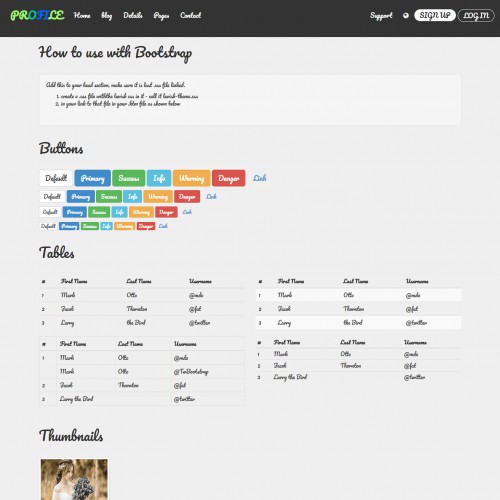 PROFILE Home blog Details Pages Contact Support SIGN UP LOG IN
How to use with Bootstrap
Add this to your head section, make sure it is last .css file linked.
1. create a .css file withthe lavish css in it - call it lavish-theme.css
2. in your link to that file in your .htm file as shown below
Buttons
Default Primary Success Info Warning Danger Link
Default Primary Success Info Warning Danger Link
Default Primary Success Info Warning Danger Link
Default Primary Success Info Warning Danger Link
Tables
# First Name Last Name Username
1 Mark Otto @mdo
2 Jacob Thornton @fat
3 Larry the Bird @twitter
# First Name Last Name Username
1 Mark Otto @mdo
2 Jacob Thornton @fat
3 Larry the Bird @twitter
# First Name Last Name Username
1 Mark Otto @mdo
Mark Otto @TwBootstrap
2 Jacob Thornton @fat
3 Larry the Bird @twitter
# First Name Last Name Username
1 Mark Otto @mdo
2 Jacob Thornton @fat
3 Larry the Bird @twitter
Thumbnails